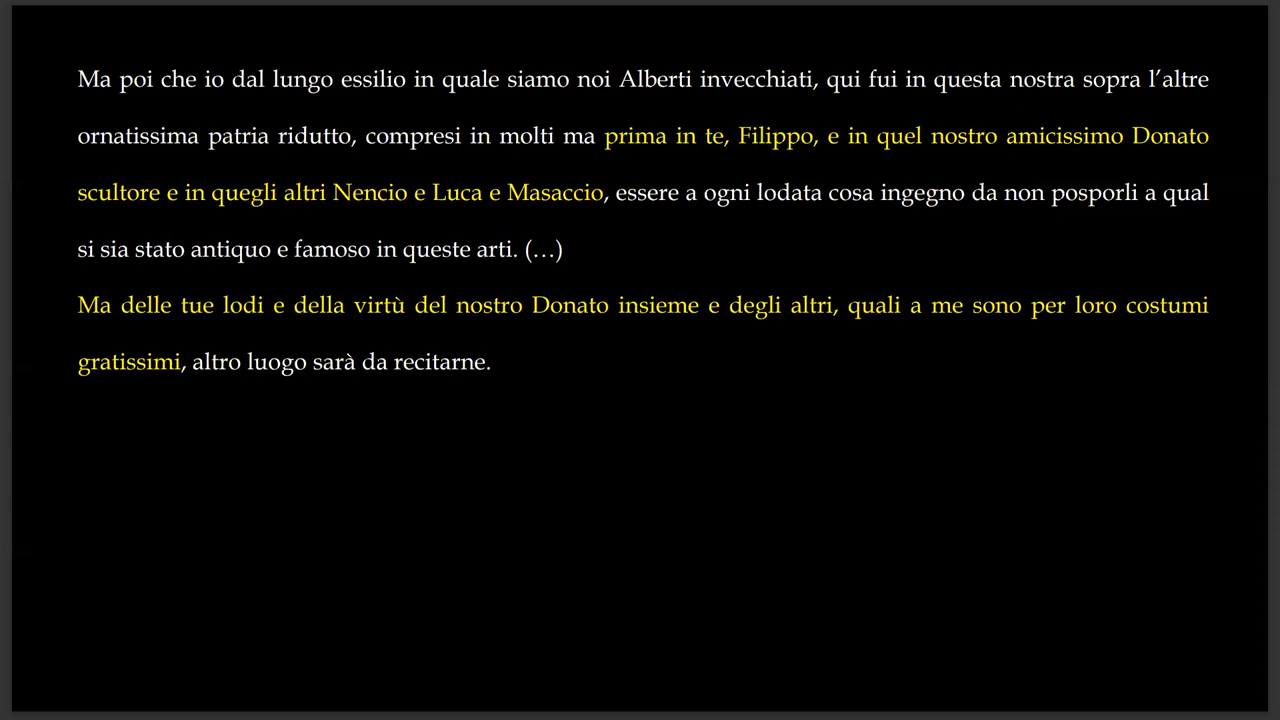 Ma poi che io dal lungo essilio in quale siamo noi Alberti invecchiati, qui fui in questa nostra sopra l’altre
ornatissima patria ridutto, compresi in molti ma prima in te, Filippo, e in quel nostro amicissimo Donato
scultore e in quegli altri Nencio e Luca e Masaccio, essere a ogni lodata cosa ingegno da non posporli a qual
si sia stato antiquo e famoso in queste arti. (…)
Ma delle tue lodi e della virtù del nostro Donato insieme e degli altri, quali a me sono per loro costumi
gratissimi, altro luogo sarà da recitarne.